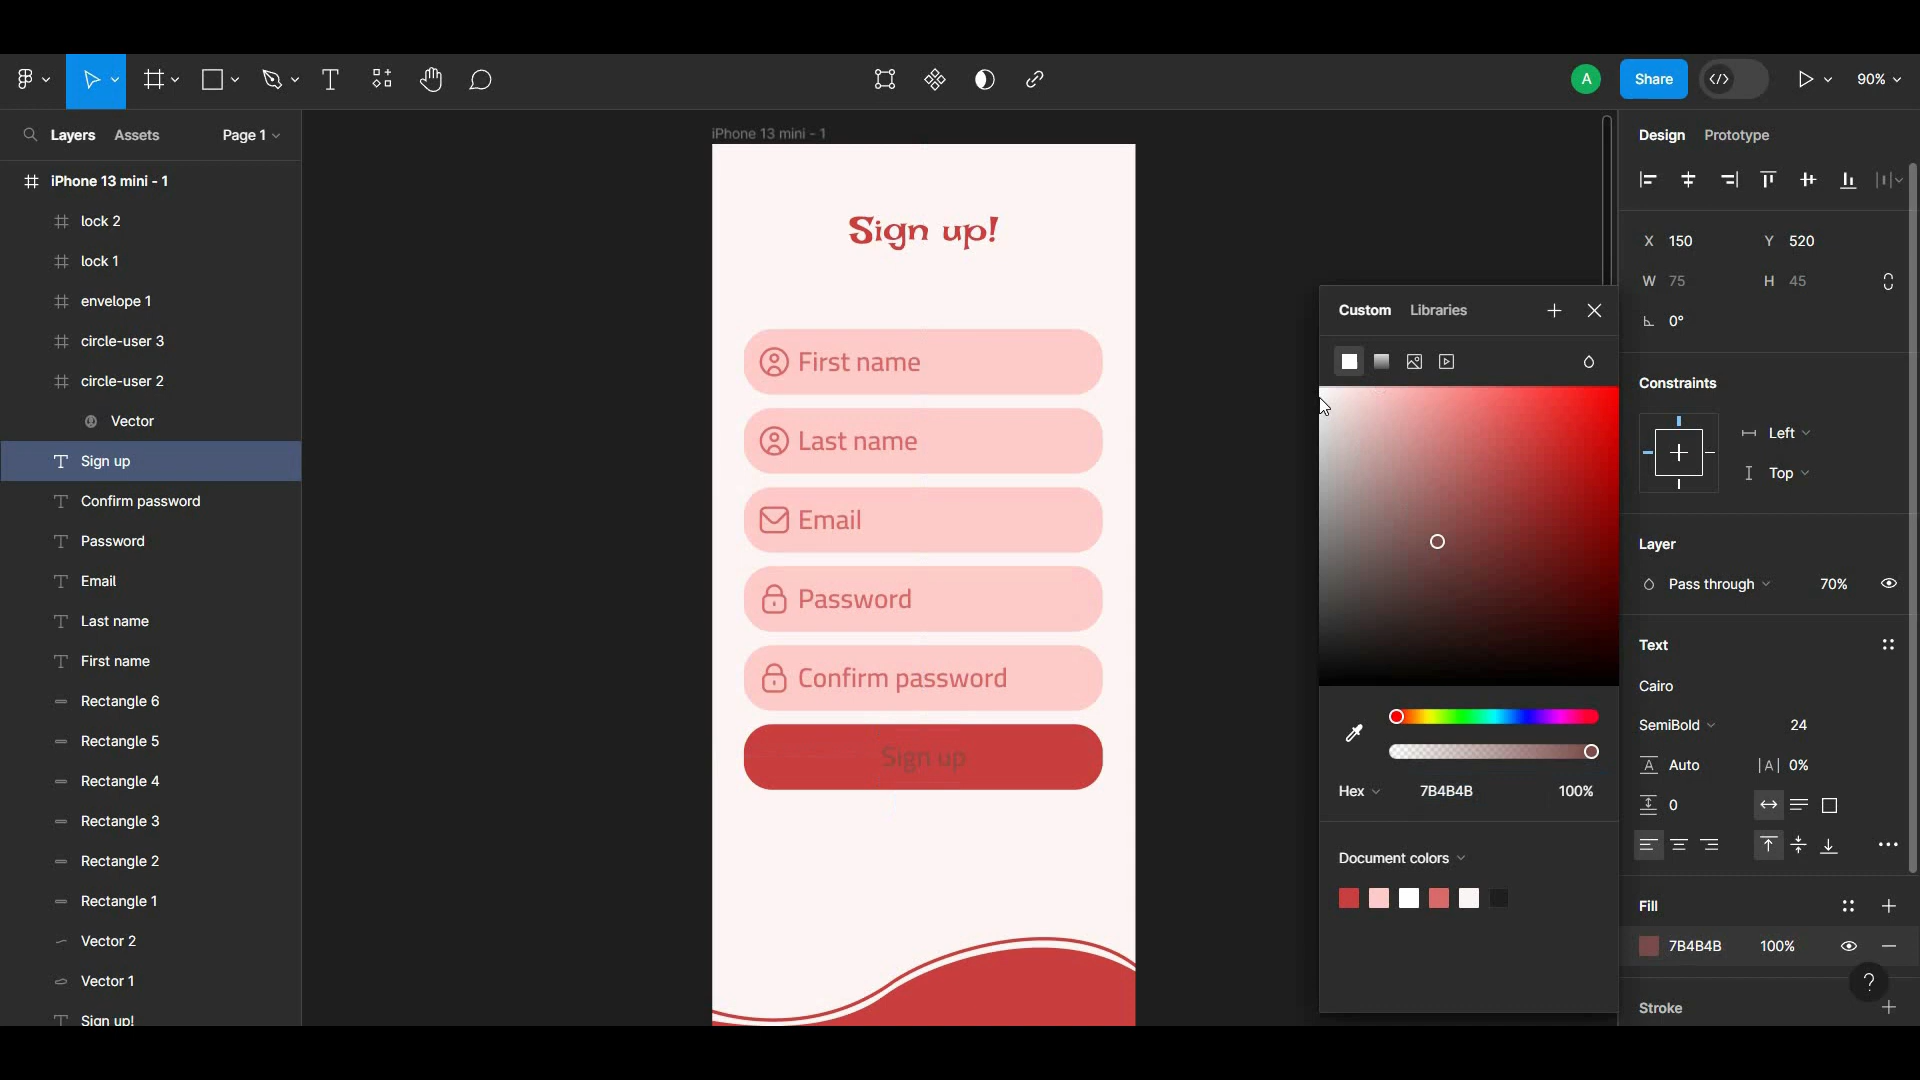 A
Share
90%
Layers
Assets
Page 1
iPhone 13 mini - 1
lock 2
lock 1
envelope 1
circle-user 3
circle-user 2
Vector
Sign up
Confirm password
Password
Email
Last name
First name
Rectangle 6
Rectangle 5
Rectangle 4
Rectangle 3
Rectangle 2
Rectangle 1
Vector 2
Vector 1
Sign up!
iPhone 13 mini - 1
Sign up!
First name
Last name
Email
Password
Confirm password
Sign up
Custom
Libraries
Hex
7B4B4B
100%
Document colors
Design
Prototype
X 150
Y 520
W 75
H 45
0°
Constraints
Left
Top
Layer
Pass through
70%
Text
Cairo
SemiBold
24
Auto
|A| 0%
0
Fill
7B4B4B
100%
?
Stroke